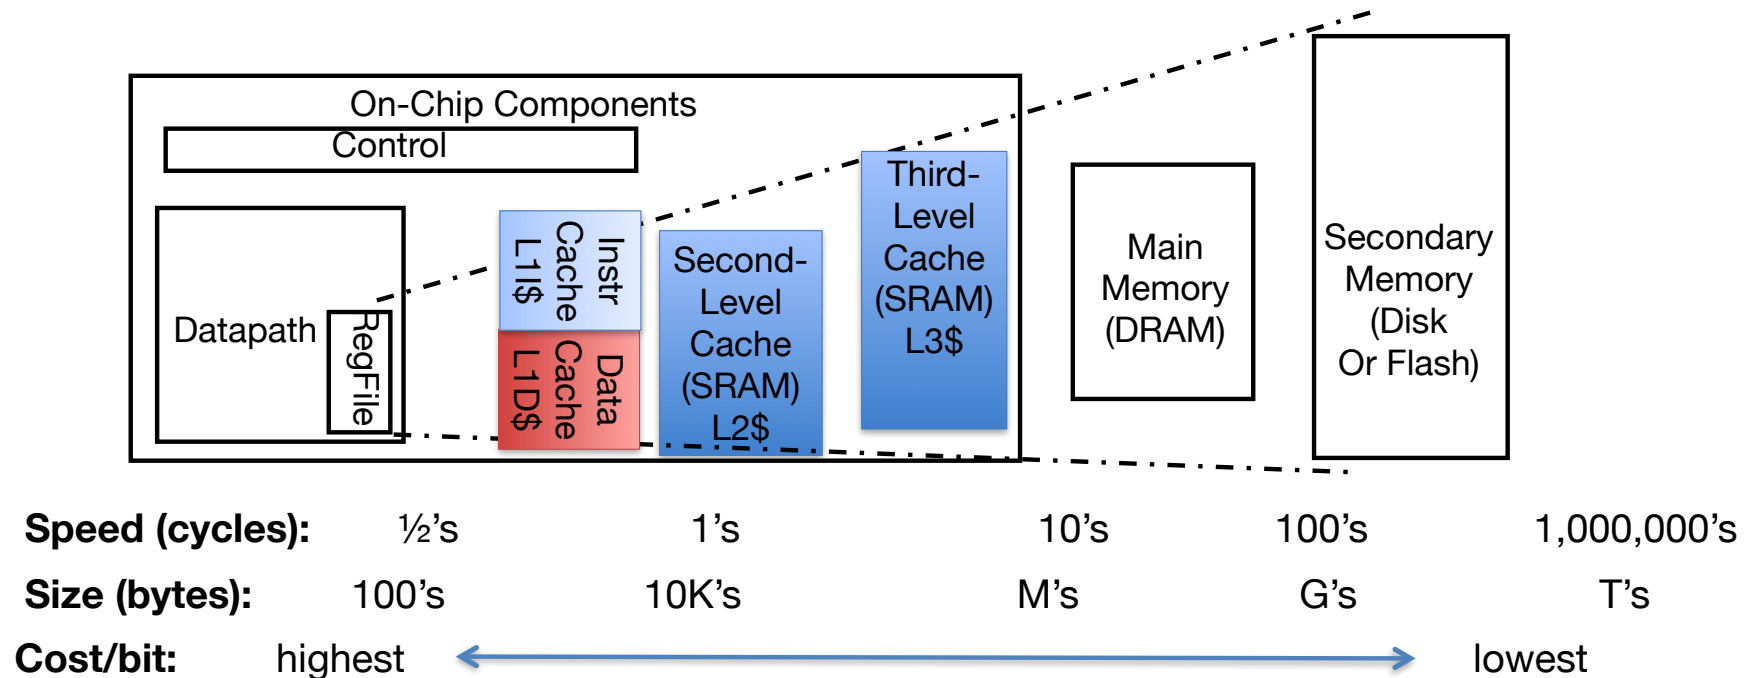 On-Chip Components
Control
Datapath
RegFile
Instr
Cache
L1I$
Data
Cache
L1D$
Second-
Level
Cache
(SRAM)
L2$
Third-
Level
Cache
(SRAM)
L3$
Main
Memory
(DRAM)
Secondary
Memory
(Disk
Or Flash)
Speed (cycles): ½’s 1’s 10’s 100’s 1,000,000’s
Size (bytes): 100’s 10K’s M’s G’s T’s
Cost/bit: highest lowest